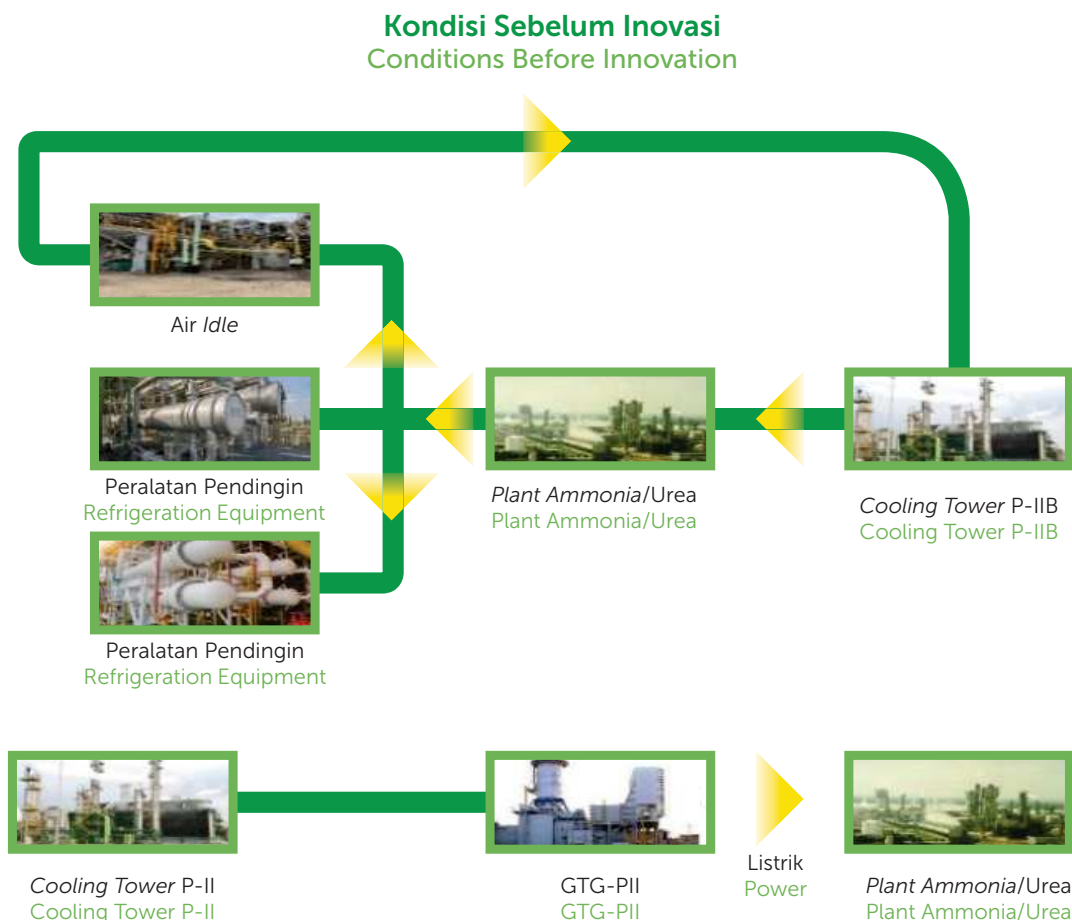 Kondisi Sebelum Inovasi
Conditions Before Innovation
Air Idle
Peralatan Pendingin
Refrigeration Equipment
Plant Ammonia/Urea
Plant Ammonia/Urea
Cooling Tower P-IIB
Cooling Tower P-IIB
Peralatan Pendingin
Refrigeration Equipment
Cooling Tower P-II
Cooling Tower P-II
GTG-PII
GTG-PII
Listrik
Power
Plant Ammonia/Urea
Plant Ammonia/Urea